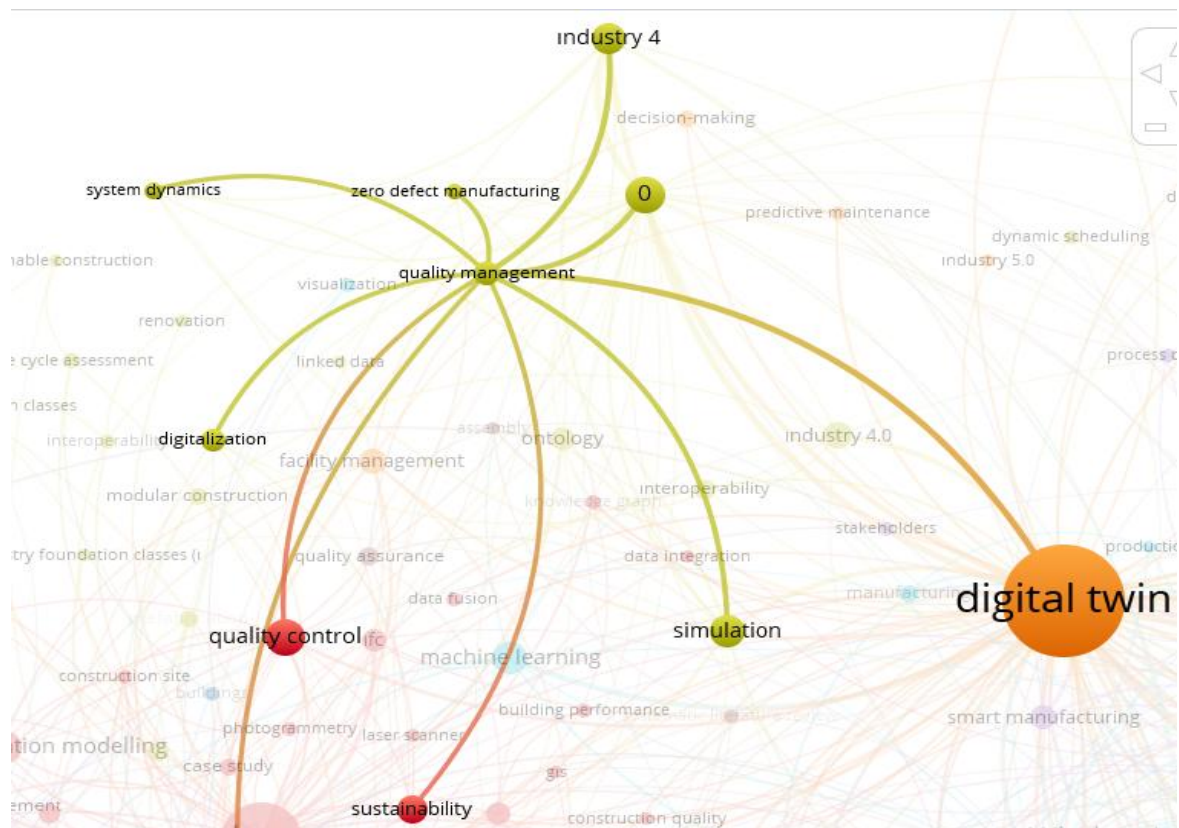 industry 4
decision-making
system dynamics
zero defect manufacturing
0
d
predictive maintenance
dynamic scheduling
nable construction
quality management
industry 5.0
visualization
renovation
e cycle assessment
linked data
process c
n classes
interoperability
digitalization
assembly
ontology
industry 4.0
facility management
modular construction
interoperability
knowledge graph
stakeholders
try foundation classes (i
quality assurance
data integration
production
data fusion
manufacturing
digital twin
quality control
ifc
simulation
machine learning
construction site
buildings
building performance
smart manufacturing
photogrammetry
laser scanner
tion modelling
case study
gis
ement
sustainability
construction quality